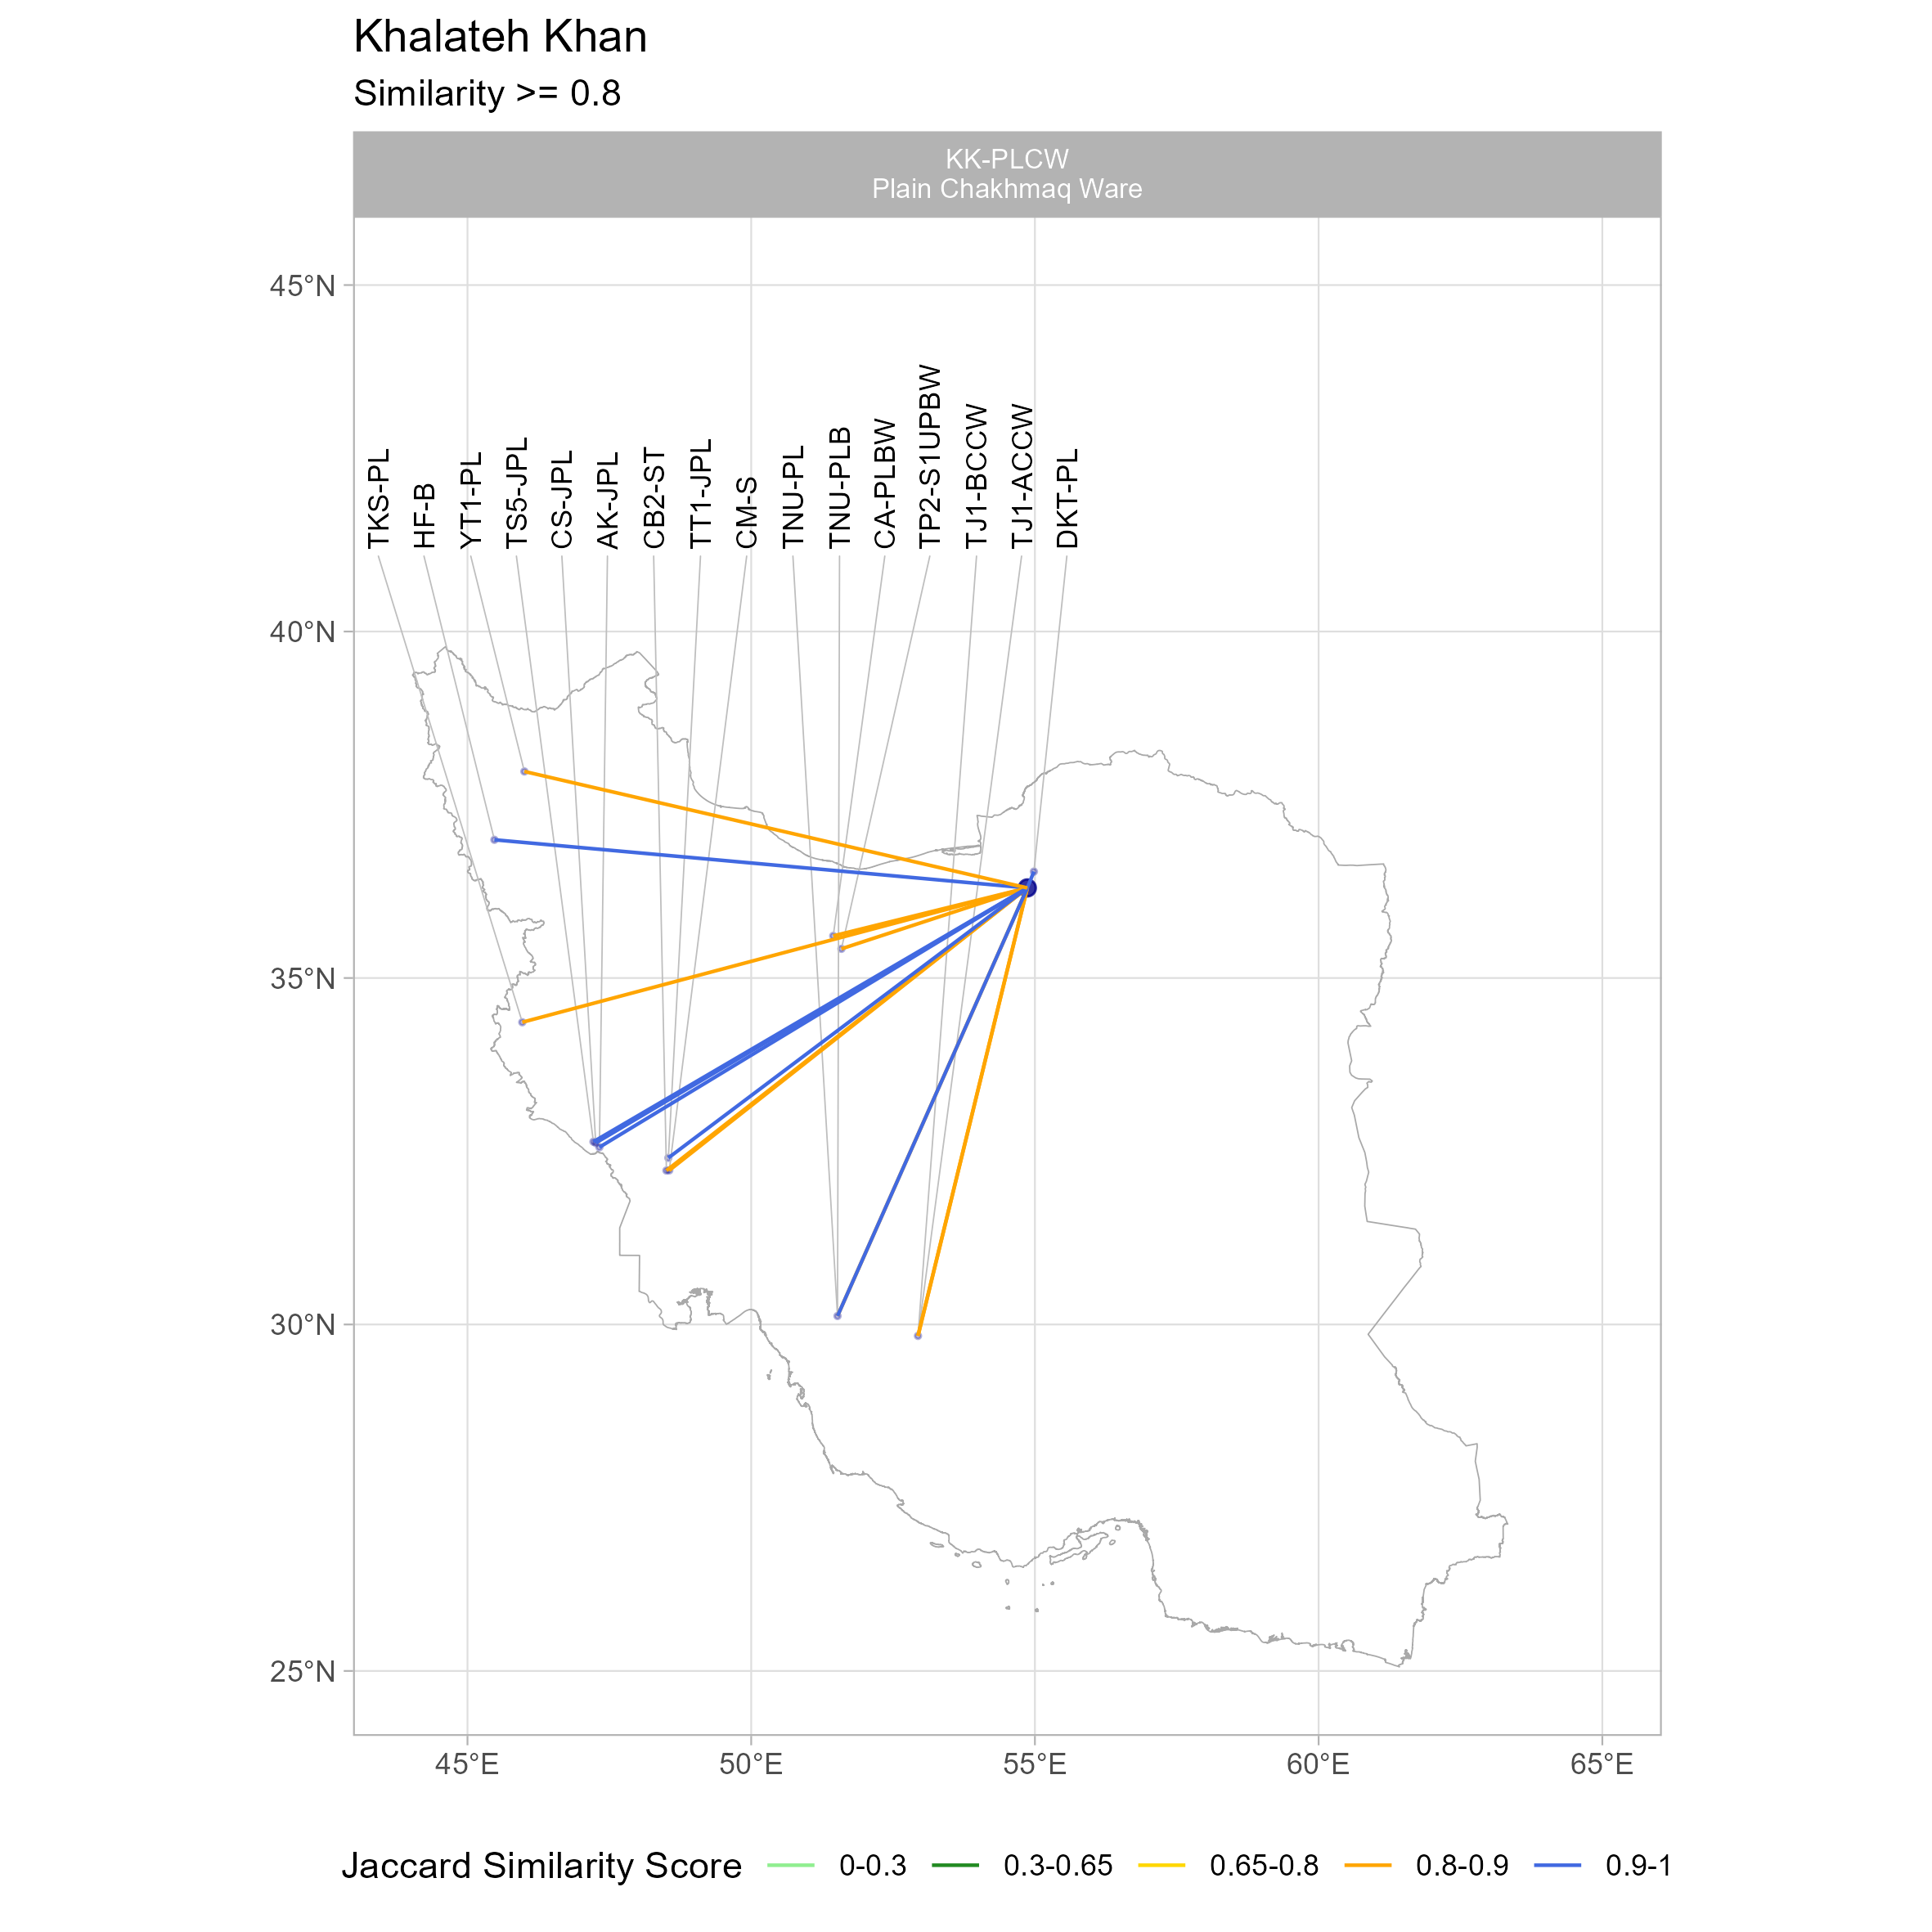 Khalateh Khan
Similarity >= 0.8
KK-PLCW
Plain Chakhmaq Ware
45°N
40°N
35°N
30°N
25°N
TKS-PL
HF-B
YT1-PL
TS5-JPL
CS-JPL
AK-JPL
CB2-ST
TT1-JPL
CM-S
TNU-PL
TNU-PLB
CA-PLBW
TP2-S1UPBW
TJ1-BCCW
TJ1-ACCW
DKT-PL
45°E
50°E
55°E
60°E
65°E
Jaccard Similarity Score 0-0.3 0.3-0.65 0.65-0.8 0.8-0.9 0.9-1